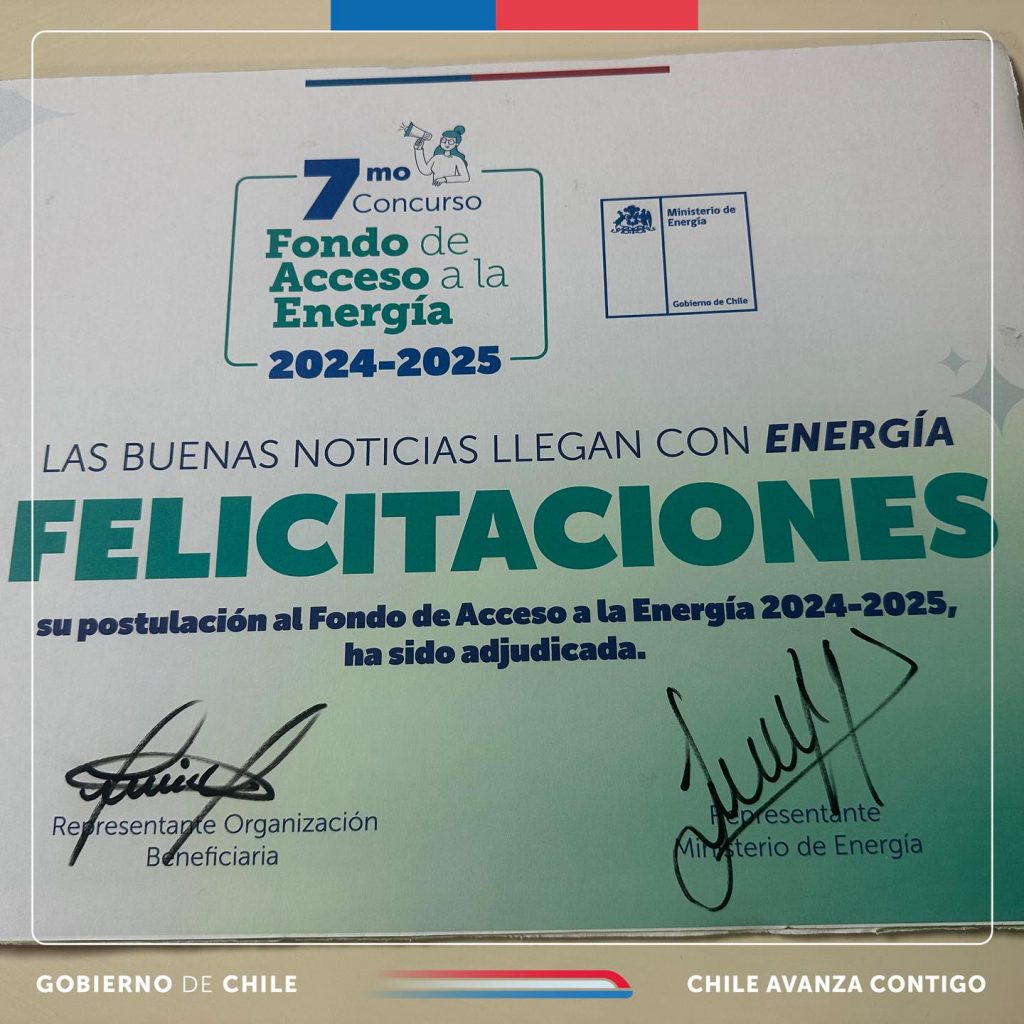 7mo
Concurso
Fondo de
Acceso a la
Energía
2024-2025
Ministerio de
Energía
Gobierno de Chile
LAS BUENAS NOTICIAS LLEGAN CON ENERGÍA
FELICITACIONES
su postulación al Fondo de Acceso a la Energía 2024-2025,
ha sido adjudicada.
Representante Organización
Beneficiaria
Representante
Ministerio de Energía
GOBIERNO DE CHILE
CHILE AVANZA CONTIGO